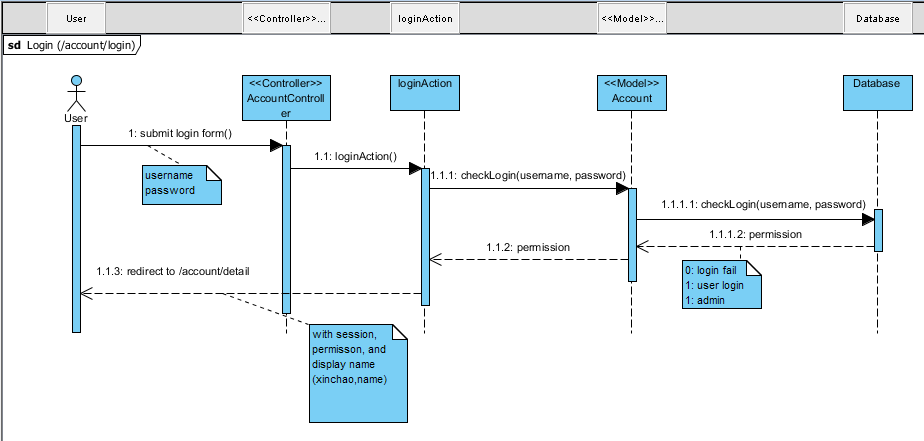 User
<<Controller>>...
loginAction
<<Model>>...
Database
sd Login (/account/login)
<<Controller>>
AccountControll
er
loginAction
<<Model>>
Account
Database
User
1: submit login form()
username
password
1.1: loginAction()
1.1.1: checkLogin(username, password)
1.1.1.1: checkLogin(username, password)
1.1.1.2: permission
1.1.2: permission
0: login fail
1: user login
1: admin
1.1.3: redirect to /account/detail
with session,
permisson, and
display name
(xinchao,name)